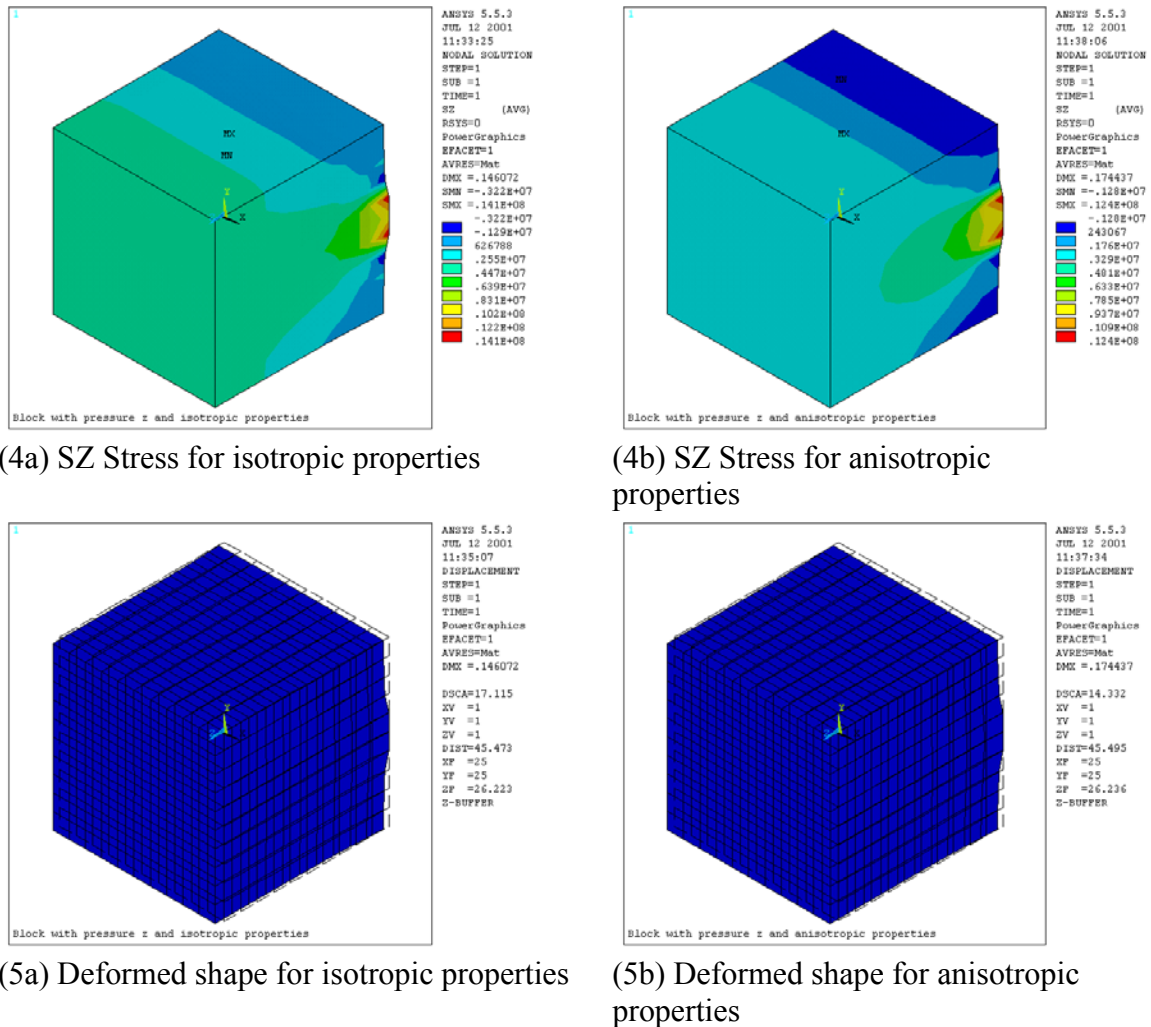 1
ANSYS 5.5.3
JUL 12 2001
11:33:25
NODAL SOLUTION
STEP=1
SUB =1
TIME=1
SZ (AVG)
RSYS=0
PowerGraphics
EFACET=1
AVRES=Mat
DMX =.146072
SMN =-.322E+07
SMX =.141E+08
-.322E+07
-.129E+07
626788
.255E+07
.447E+07
.639E+07
.831E+07
.102E+08
.122E+08
.141E+08
MX
MN
Y
X
Block with pressure z and isotropic properties
(4a) SZ Stress for isotropic properties
1
ANSYS 5.5.3
JUL 12 2001
11:38:06
NODAL SOLUTION
STEP=1
SUB =1
TIME=1
SZ (AVG)
RSYS=0
PowerGraphics
EFACET=1
AVRES=Mat
DMX =.174437
SMN =-.128E+07
SMX =.124E+08
-.128E+07
243067
.176E+07
.329E+07
.481E+07
.633E+07
.785E+07
.937E+07
.109E+08
.124E+08
MN
MX
Y
X
Block with pressure z and anisotropic properties
(4b) SZ Stress for anisotropic
properties
1
ANSYS 5.5.3
JUL 12 2001
11:35:07
DISPLACEMENT
STEP=1
SUB =1
TIME=1
PowerGraphics
EFACET=1
AVRES=Mat
DMX =.146072
DSCA=17.115
XV =1
YV =1
ZV =1
DIST=45.473
XF =25
YF =25
ZF =26.223
Z-BUFFER
Y
Z
Block with pressure z and isotropic properties
(5a) Deformed shape for isotropic properties
1
ANSYS 5.5.3
JUL 12 2001
11:37:34
DISPLACEMENT
STEP=1
SUB =1
TIME=1
PowerGraphics
EFACET=1
AVRES=Mat
DMX =.174437
DSCA=14.332
XV =1
YV =1
ZV =1
DIST=45.495
XF =25
YF =25
ZF =26.236
Z-BUFFER
Y
Z
Block with pressure z and anisotropic properties
(5b) Deformed shape for anisotropic
properties